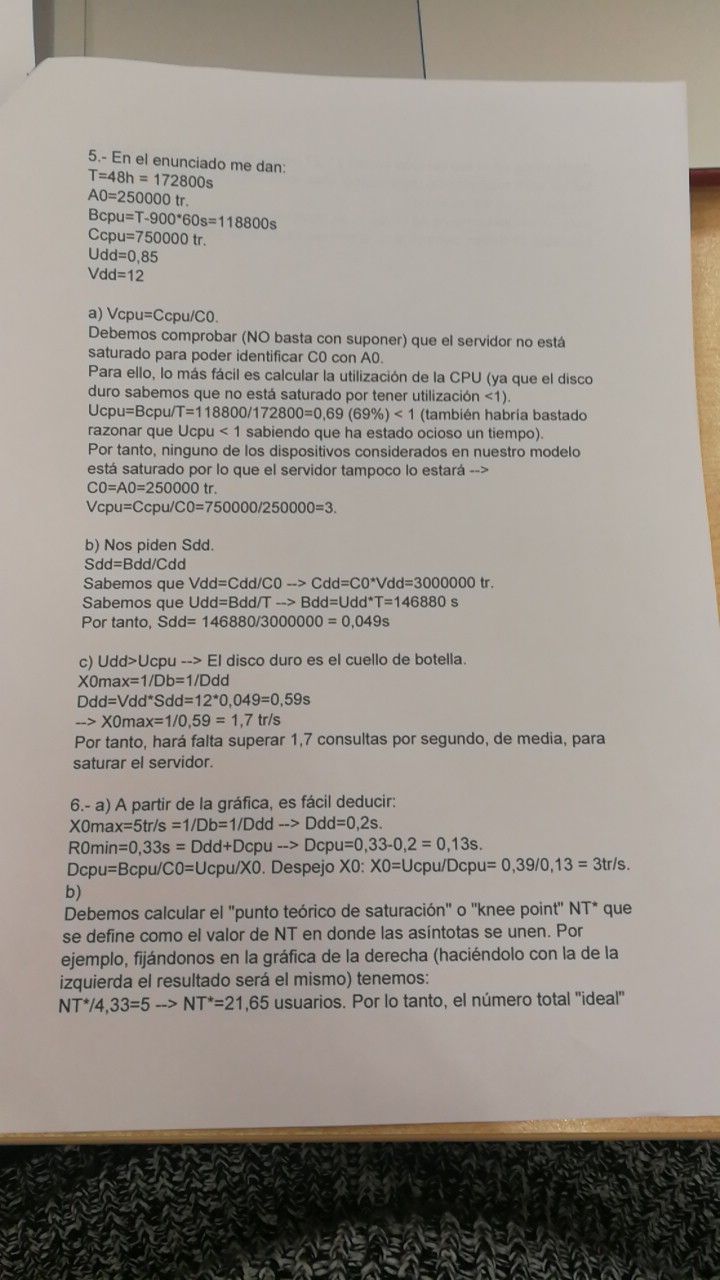 5.- En el enunciado me dan:
T=48h = 172800s
A0=250000 tr.
Bcpu=T-900*60s=118800s
Ccpu=750000 tr.
Udd=0,85
Vdd=12
a) Vcpu=Ccpu/C0.
Debemos comprobar (NO basta con suponer) que el servidor no está
saturado para poder identificar C0 con A0.
Para ello, lo más fácil es calcular la utilización de la CPU (ya que el disco
duro sabemos que no está saturado por tener utilización <1).
Ucpu=Bcpu/T=118800/172800=0,69 (69%) < 1 (también habría bastado
razonar que Ucpu < 1 sabiendo que ha estado ocioso un tiempo).
Por tanto, ninguno de los dispositivos considerados en nuestro modelo
está saturado por lo que el servidor tampoco lo estará -->
C0=A0=250000 tr.
Vcpu=Ccpu/C0=750000/250000=3.
b) Nos piden Sdd.
Sdd=Bdd/Cdd
Sabemos que Vdd=Cdd/C0 --> Cdd=C0*Vdd=3000000 tr.
Sabemos que Udd=Bdd/T --> Bdd=Udd*T=146880 s
Por tanto, Sdd= 146880/3000000 = 0,049s
c) Udd>Ucpu --> El disco duro es el cuello de botella.
X0max=1/Db=1/Ddd
Ddd=Vdd*Sdd=12*0,049=0,59s
--> X0max=1/0,59 = 1,7 tr/s
Por tanto, hará falta superar 1,7 consultas por segundo, de media, para
saturar el servidor.
6.- a) A partir de la gráfica, es fácil deducir:
X0max=5tr/s =1/Db=1/Ddd --> Ddd=0,2s.
R0min=0,33s = Ddd+Dcpu --> Dcpu=0,33-0,2 = 0,13s.
Dcpu=Bcpu/C0=Ucpu/X0. Despejo X0: X0=Ucpu/Dcpu= 0,39/0,13 = 3tr/s.
b)
Debemos calcular el "punto teórico de saturación" o "knee point" NT* que
se define como el valor de NT en donde las asíntotas se unen. Por
ejemplo, fijándonos en la gráfica de la derecha (haciéndolo con la de la
izquierda el resultado será el mismo) tenemos:
NT*/4,33=5 --> NT*=21,65 usuarios. Por lo tanto, el número total "ideal"